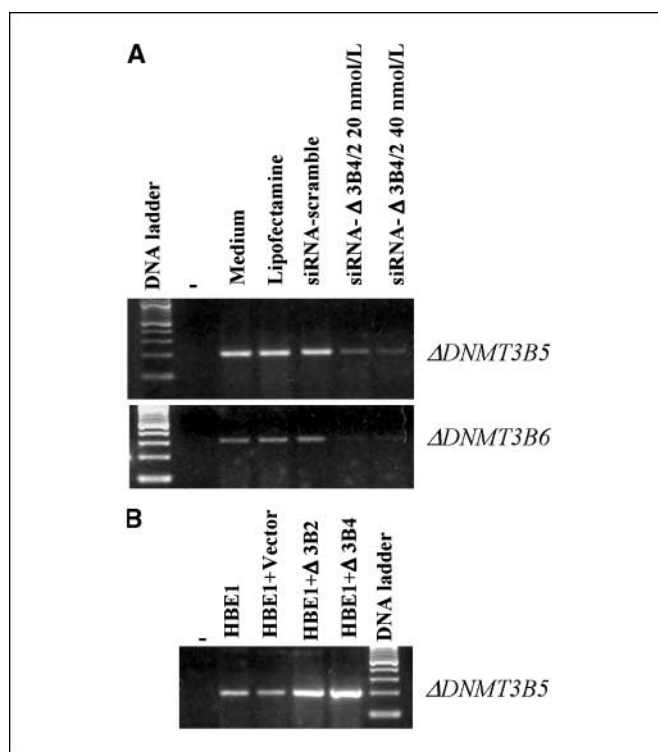 A
DNA ladder
-
Medium
Lipofectamine
siRNA-scramble
siRNA- Δ 3B4/2 20 nmol/L
siRNA- Δ 3B4/2 40 nmol/L
ΔDNMT3B5
ΔDNMT3B6
B
-
HBE1
HBE1+Vector
HBE1+Δ 3B2
HBE1+Δ 3B4
DNA ladder
ΔDNMT3B5